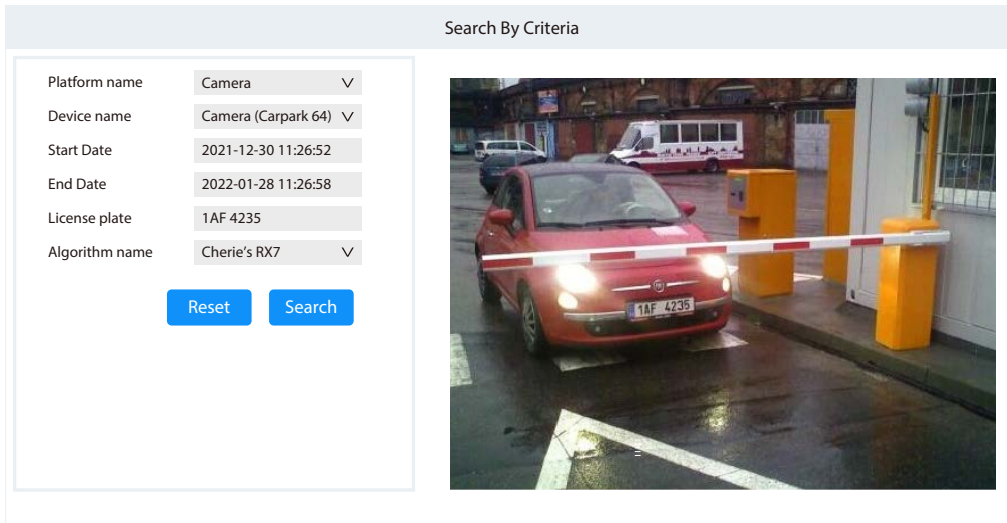 Search By Criteria
Platform name Camera
Device name Camera (Carpark 64)
Start Date 2021-12-30 11:26:52
End Date 2022-01-28 11:26:58
License plate 1AF 4235
Algorithm name Cherie’s RX7
Reset Search
1AF 4235